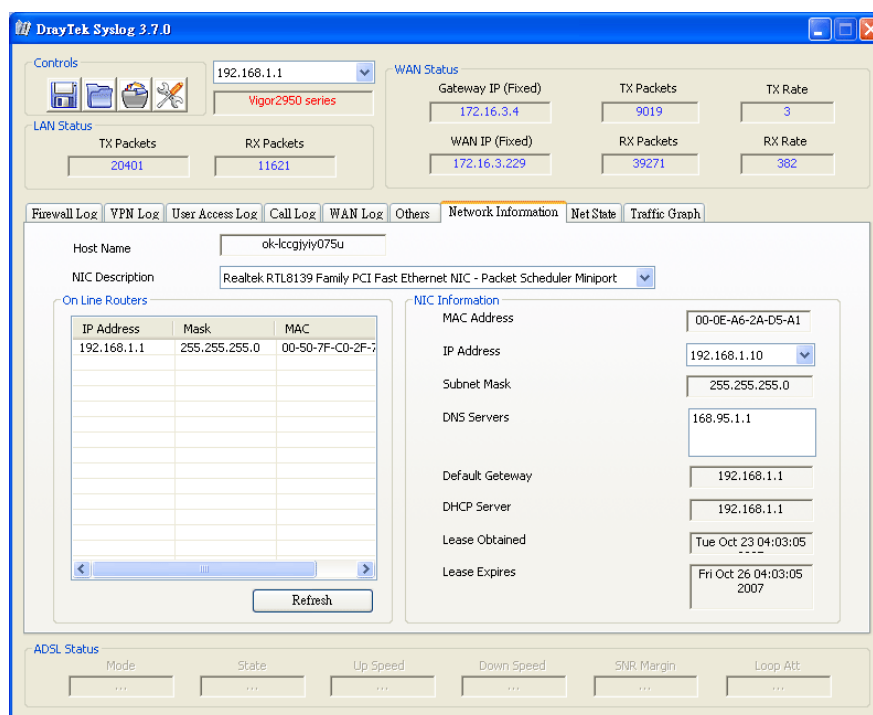 DrayTek Syslog 3.7.0
Controls
192.168.1.1
Vigor2950 series
WAN Status
Gateway IP (Fixed) TX Packets TX Rate
172.16.3.4 9019 3
WAN IP (Fixed) RX Packets RX Rate
172.16.3.229 39271 382
LAN Status
TX Packets RX Packets
20401 11621
Firewall Log VPN Log User Access Log Call Log WAN Log Others Network Information Net State Traffic Graph
Host Name ok-lccgjyiy075u
NIC Description Realtek RTL8139 Family PCI Fast Ethernet NIC - Packet Scheduler Miniport
On Line Routers
IP Address Mask MAC
192.168.1.1 255.255.255.0 00-50-7F-C0-2F-
Refresh
NIC Information
MAC Address 00-0E-A6-2A-D5-A1
IP Address 192.168.1.10
Subnet Mask 255.255.255.0
DNS Servers 168.95.1.1
Default Geteway 192.168.1.1
DHCP Server 192.168.1.1
Lease Obtained Tue Oct 23 04:03:05
Lease Expires Fri Oct 26 04:03:05
2007
ADSL Status
Mode State Up Speed Down Speed SNR Margin Loop Att
... ... ... ... ... ...